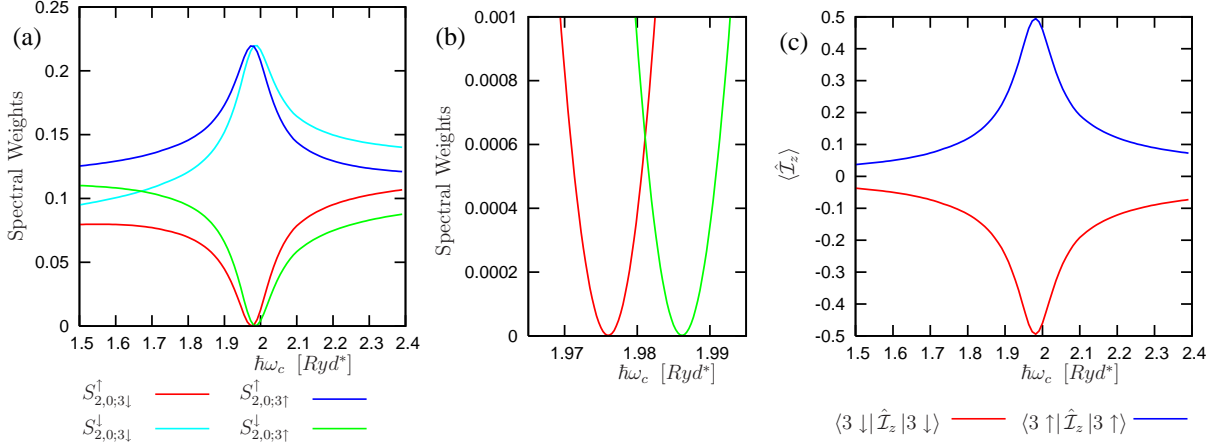 (a)
0.25
0.2
0.15
0.1
0.05
0
Spectral Weights
1.5 1.6 1.7 1.8 1.9 2 2.1 2.2 2.3 2.4
ħω_c [Ryd*]
S^↑_{2,0;3↓}
S^↑_{2,0;3↑}
S^↓_{2,0;3↓}
S^↓_{2,0;3↑}
(b)
0.001
0.0008
0.0006
0.0004
0.0002
0
Spectral Weights
1.97 1.98 1.99
ħω_c [Ryd*]
(c)
0.5
0.4
0.3
0.2
0.1
0
-0.1
-0.2
-0.3
-0.4
-0.5
⟨Î_z⟩
1.5 1.6 1.7 1.8 1.9 2 2.1 2.2 2.3 2.4
ħω_c [Ryd*]
⟨3 ↓|Î_z|3 ↓⟩ ⟨3 ↑|Î_z|3 ↑⟩